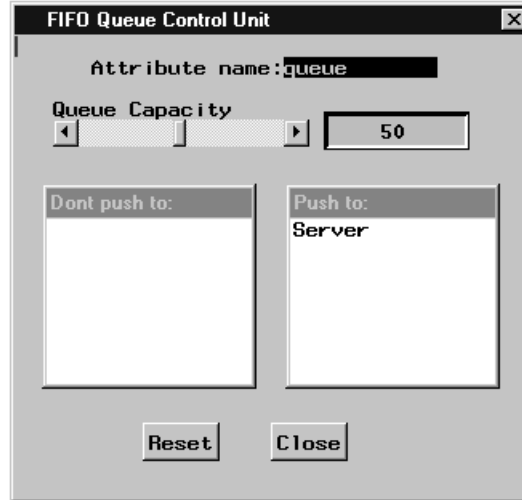 FIFO Queue Control Unit
Attribute name:queue
Queue Capacity
50
Dont push to:
Push to:
Server
Reset
Close